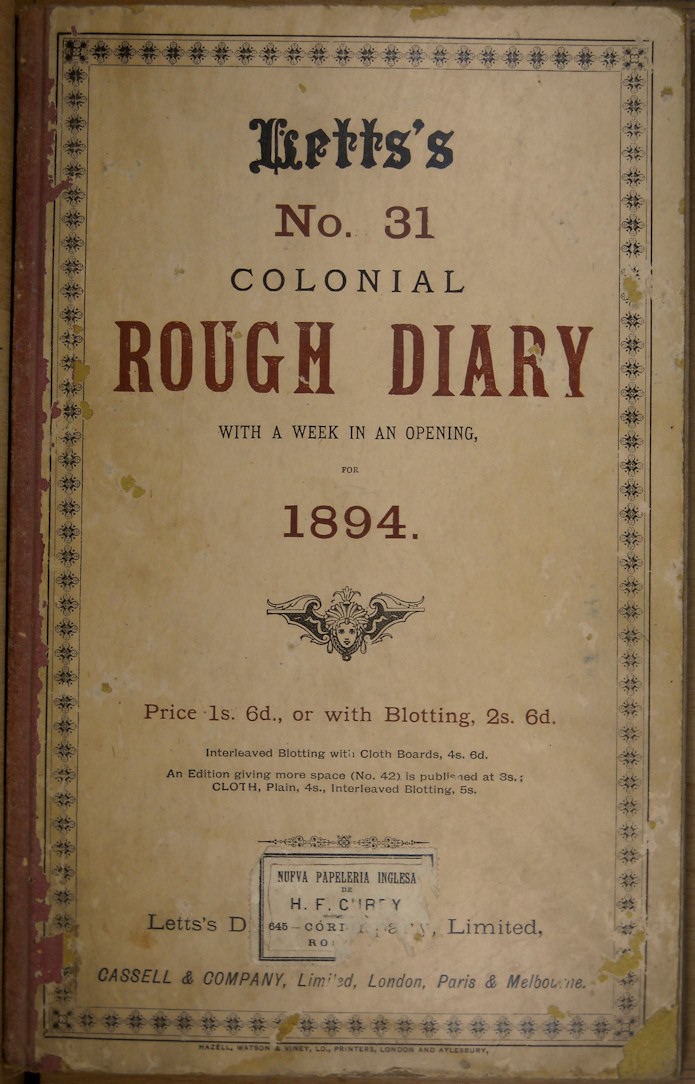 Letts's
No. 31
COLONIAL
ROUGH DIARY
WITH A WEEK IN AN OPENING,
FOR
1894.
Price 1s. 6d., or with Blotting, 2s. 6d.
Interleaved Blotting with Cloth Boards, 4s. 6d.
An Edition giving more space (No. 42) is published at 3s.;
CLOTH, Plain, 4s., Interleaved Blotting, 5s.
NUEVA PAPELERIA INGLESA
DE
H. F.
645 –
Letts's Limited,
CASSELL & COMPANY, Limited, London, Paris & Melbourne.
HAZELL, WATSON & VINEY, LD., PRINTERS, LONDON AND AYLESBURY,